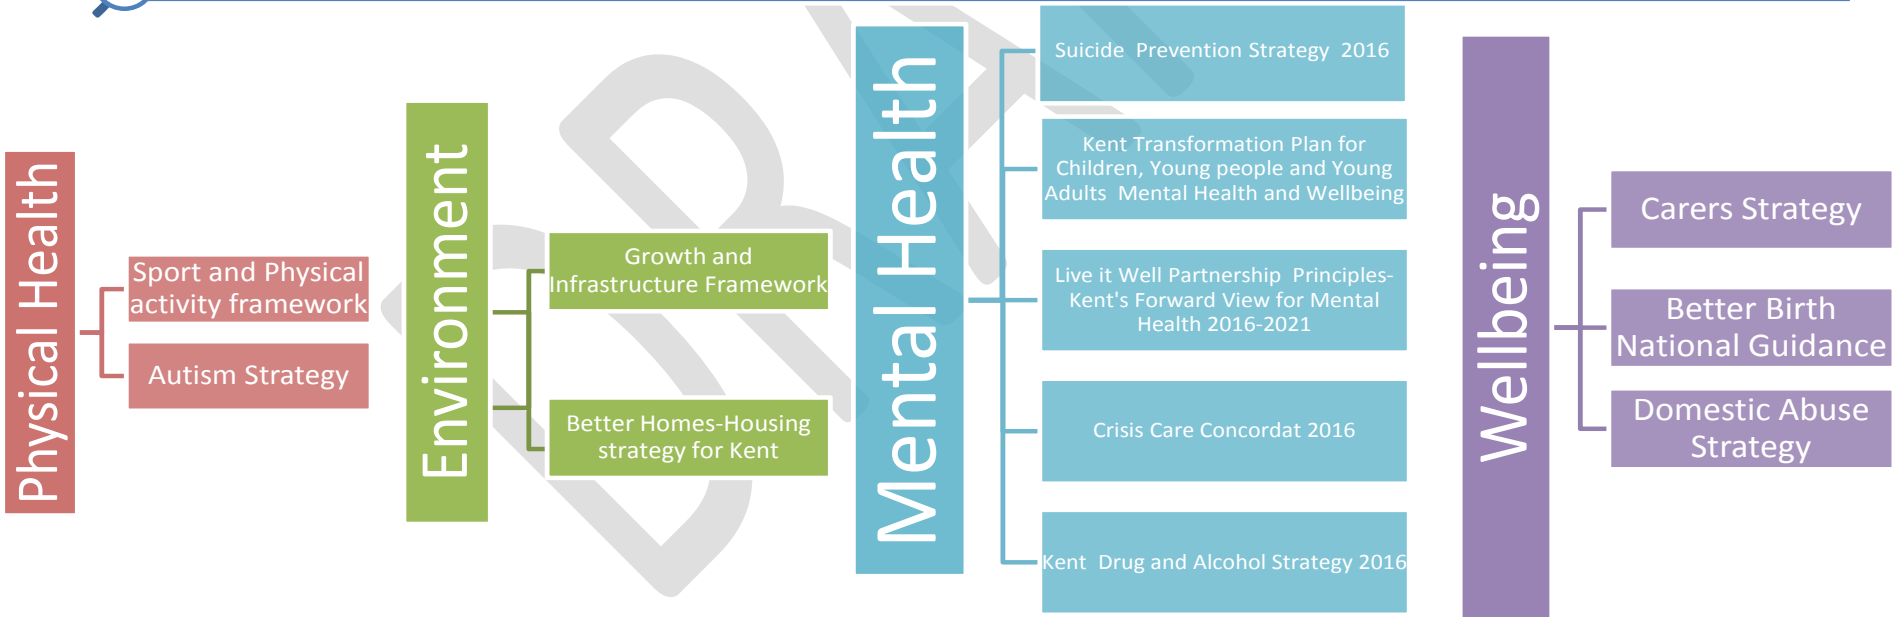 Physical Health
Sport and Physical
activity framework
Autism Strategy
Environment
Growth and
Infrastructure Framework
Better Homes-Housing
strategy for Kent
Mental Health
Suicide Prevention Strategy 2016
Kent Transformation Plan for
Children, Young people and Young
Adults Mental Health and Wellbeing
Live it Well Partnership Principles-
Kent's Forward View for Mental
Health 2016-2021
Crisis Care Concordat 2016
Kent Drug and Alcohol Strategy 2016
Wellbeing
Carers Strategy
Better Birth
National Guidance
Domestic Abuse
Strategy